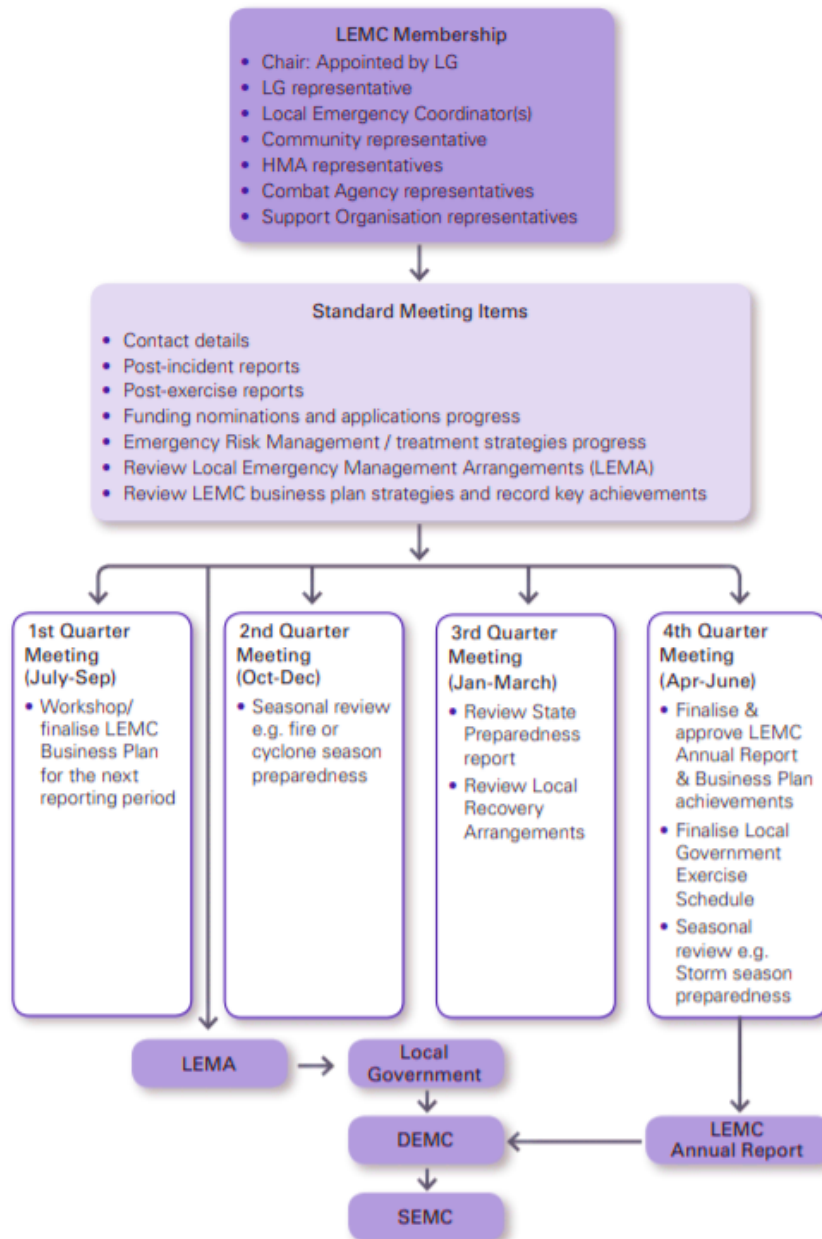 LEMC Membership
• Chair: Appointed by LG
• LG representative
• Local Emergency Coordinator(s)
• Community representative
• HMA representatives
• Combat Agency representatives
• Support Organisation representatives
Standard Meeting Items
• Contact details
• Post-incident reports
• Post-exercise reports
• Funding nominations and applications progress
• Emergency Risk Management / treatment strategies progress
• Review Local Emergency Management Arrangements (LEMA)
• Review LEMC business plan strategies and record key achievements
1st Quarter
Meeting
(July-Sep)
• Workshop/
finalise LEMC
Business Plan
for the next
reporting period
2nd Quarter
Meeting
(Oct-Dec)
• Seasonal review
e.g. fire or
cyclone season
preparedness
3rd Quarter
Meeting
(Jan-March)
• Review State
Preparedness
report
• Review Local
Recovery
Arrangements
4th Quarter
Meeting
(Apr-June)
• Finalise &
approve LEMC
Annual Report
& Business Plan
achievements
• Finalise Local
Government
Exercise
Schedule
• Seasonal
review e.g.
Storm season
preparedness
LEMA
Local
Government
DEMC
LEMC
Annual Report
SEMC